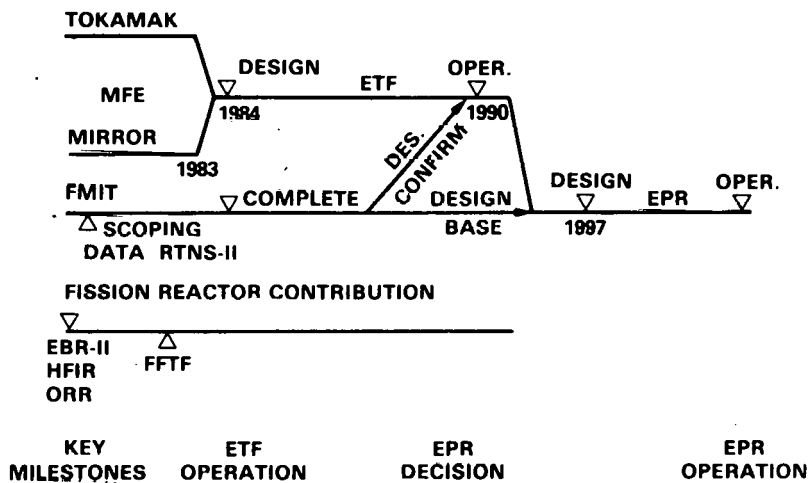 TOKAMAK
DESIGN
ETF
OPER.
MFE
1984
1990
MIRROR
1983
DES.
CONFIRM
FMIT
COMPLETE
DESIGN
BASE
DESIGN
EPR
OPER.
1997
SCOPING
DATA RTNS-II
FISSION REACTOR CONTRIBUTION
EBR-II
HFIR
ORR
FFTF
KEY
MILESTONES
ETF
OPERATION
EPR
DECISION
EPR
OPERATION